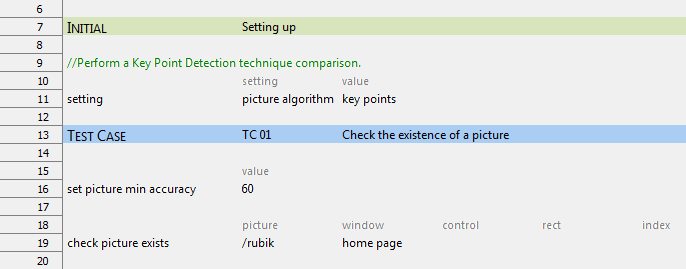 6
7 INITIAL Setting up
8
9 //Perform a Key Point Detection technique comparison.
10 setting value
11 setting picture algorithm key points
12
13 TEST CASE TC 01 Check the existence of a picture
14
15 value
16 set picture min accuracy 60
17
18 picture window control rect index
19 check picture exists /rubik home page
20